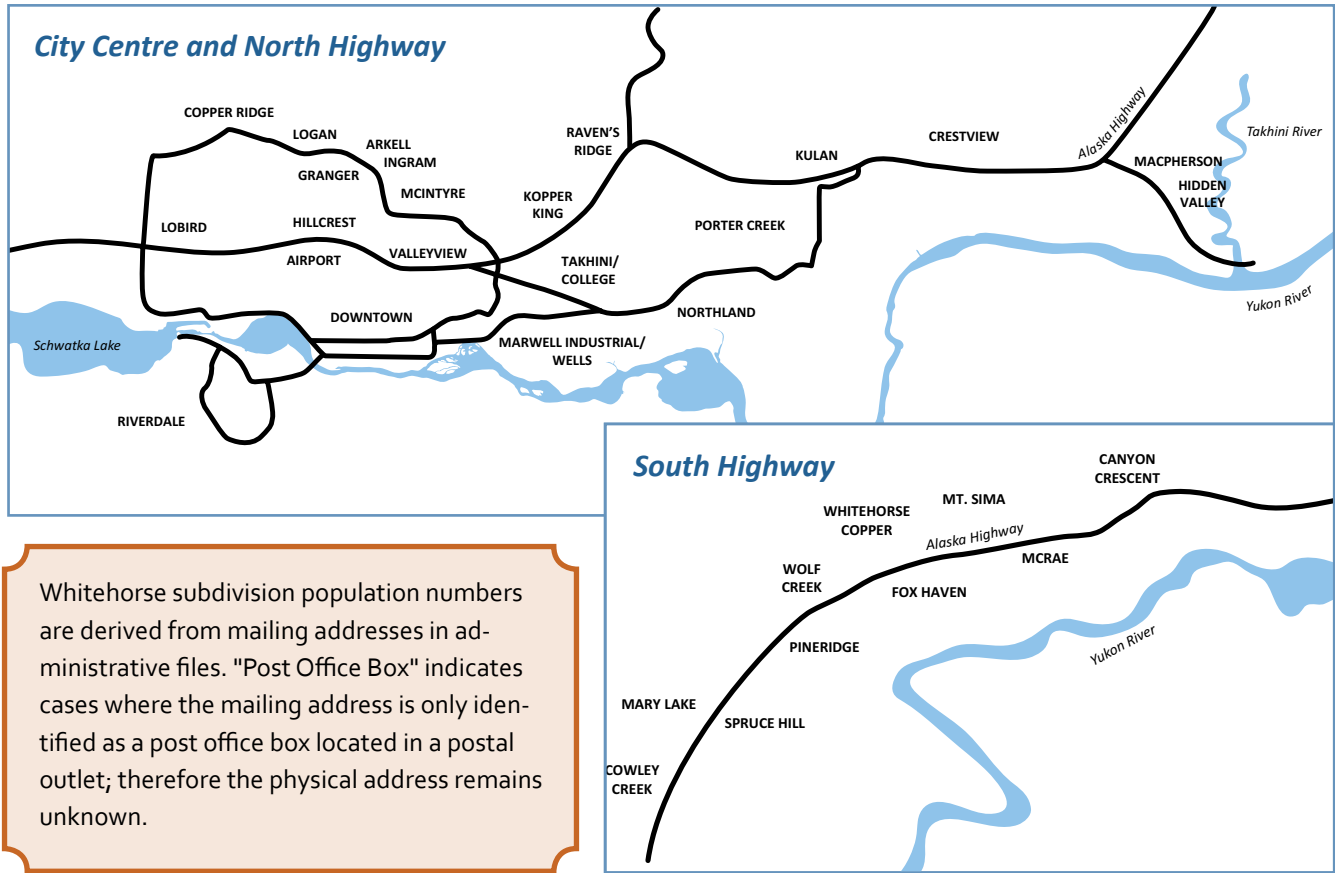 City Centre and North Highway
COPPER RIDGE
LOGAN
ARKELL
INGRAM
GRANGER
MCINTYRE
RAVEN'S
RIDGE
KULAN
CRESTVIEW
Alaska Highway
Takhini River
MACPHERSON
HIDDEN
VALLEY
KOPPER
KING
LOBIRD
HILLCREST
AIRPORT
VALLEYVIEW
PORTER CREEK
TAKHINI/
COLLEGE
DOWNTOWN
NORTHLAND
Yukon River
Schwatka Lake
MARWELL INDUSTRIAL/
WELLS
RIVERDALE
South Highway
CANYON
CRESCENT
MT. SIMA
WHITEHORSE
COPPER
Alaska Highway
MCRAE
WOLF
CREEK
FOX HAVEN
PINERIDGE
Yukon River
MARY LAKE
SPRUCE HILL
COWLEY
CREEK
Whitehorse subdivision population numbers
are derived from mailing addresses in ad-
ministrative files. "Post Office Box" indicates
cases where the mailing address is only iden-
tified as a post office box located in a postal
outlet; therefore the physical address remains
unknown.